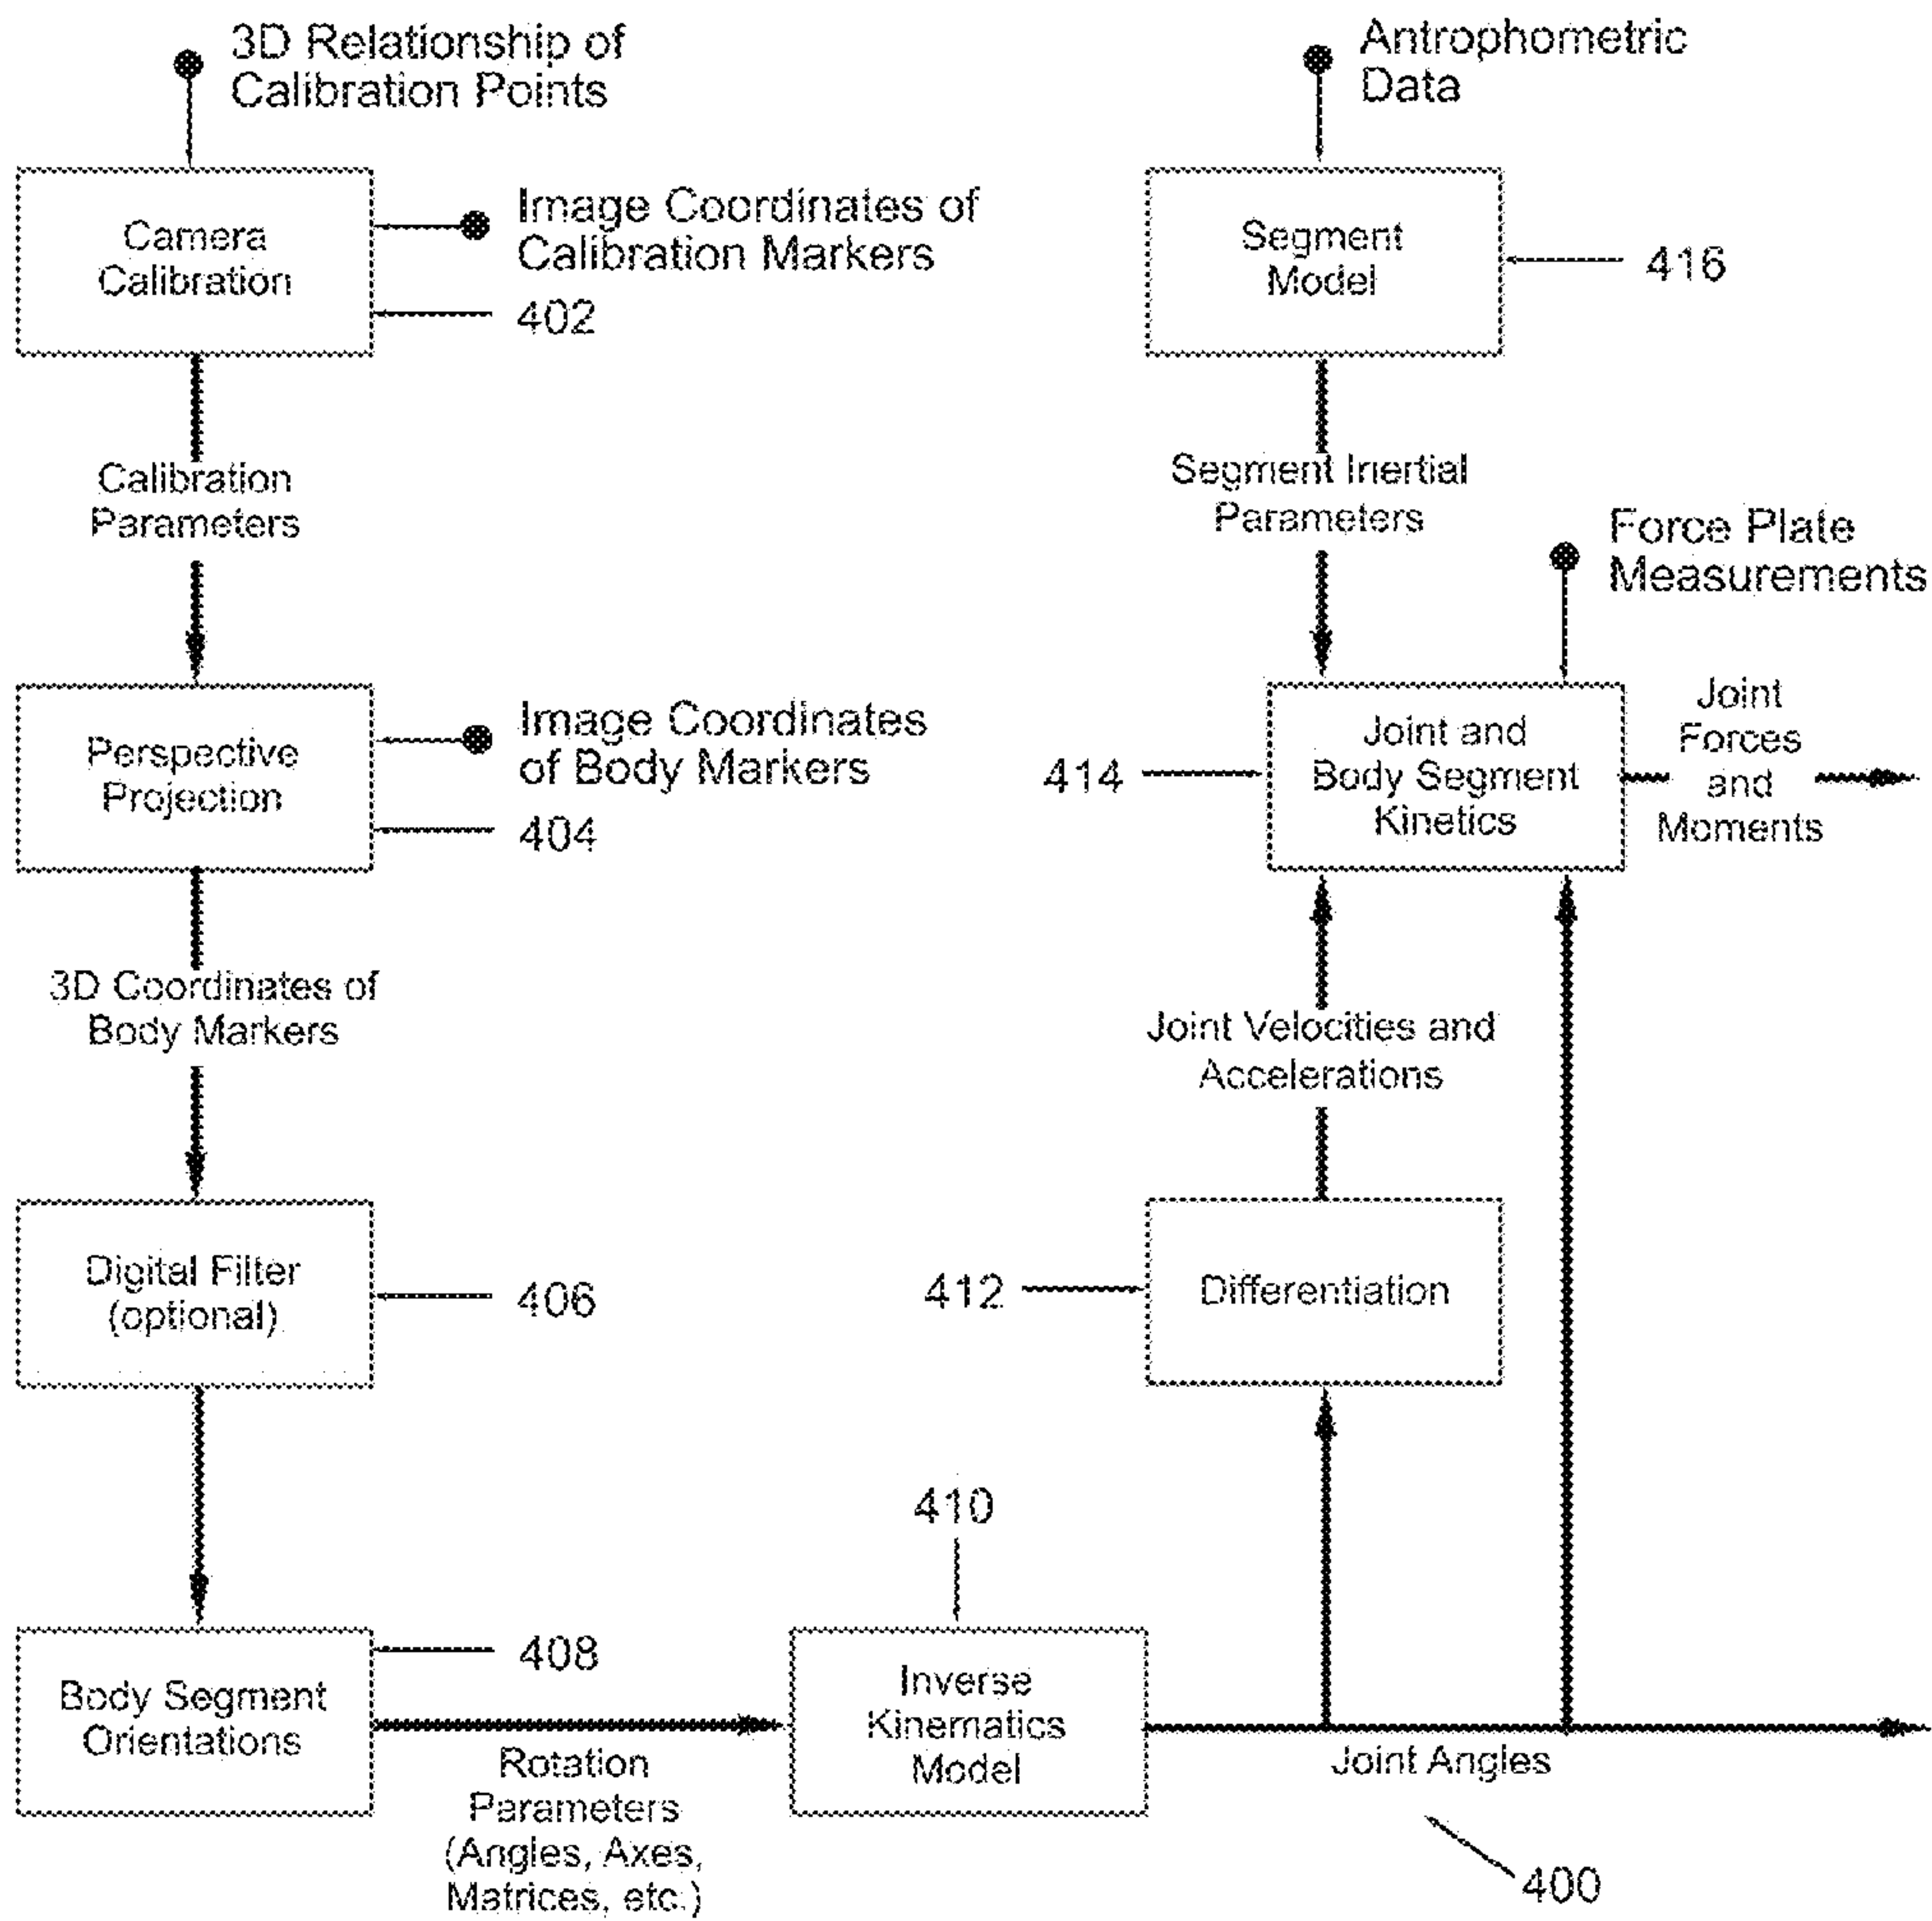 3D Relationship of
Calibration Points
Antrophometric
Data
Camera
Calibration
Image Coordinates of
Calibration Markers
402
Segment
Model
416
Calibration
Parameters
Segment Inertial
Parameters
Force Plate
Measurements
Perspective
Projection
Image Coordinates
of Body Markers
404
414
Joint and
Body Segment
Kinetics
Joint
Forces
and
Moments
3D Coordinates of
Body Markers
Joint Velocities and
Accelerations
Digital Filter
(optional)
406
412
Differentiation
410
Body Segment
Orientations
408
Rotation
Parameters
(Angles, Axes,
Matrices, etc.)
Inverse
Kinematics
Model
Joint Angles
400